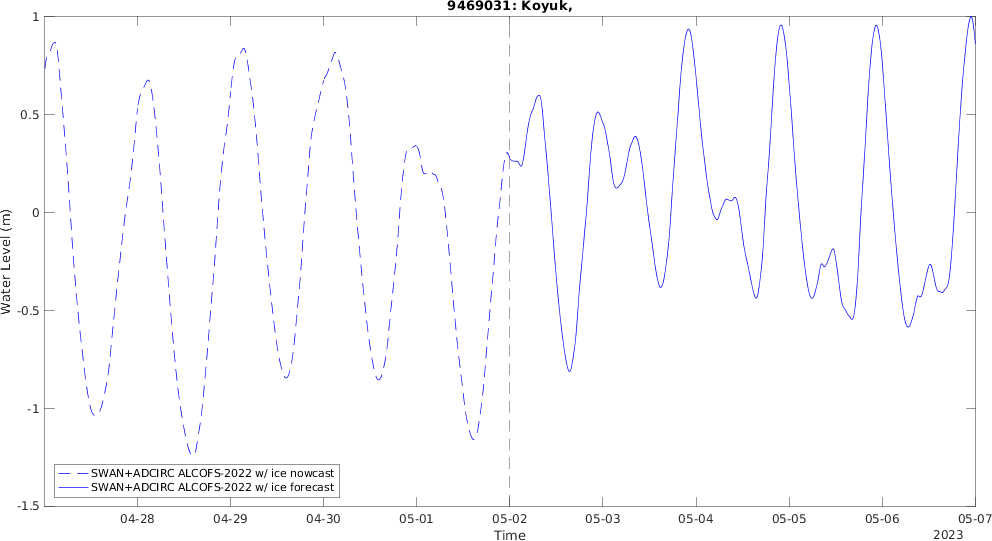 9469031: Koyuk,
1
0.5
0
-0.5
-1
-1.5
Water Level (m)
SWAN+ADCIRC ALCOFS-2022 w/ ice nowcast
SWAN+ADCIRC ALCOFS-2022 w/ ice forecast
04-28 04-29 04-30 05-01 05-02 05-03 05-04 05-05 05-06 05-07
Time
2023